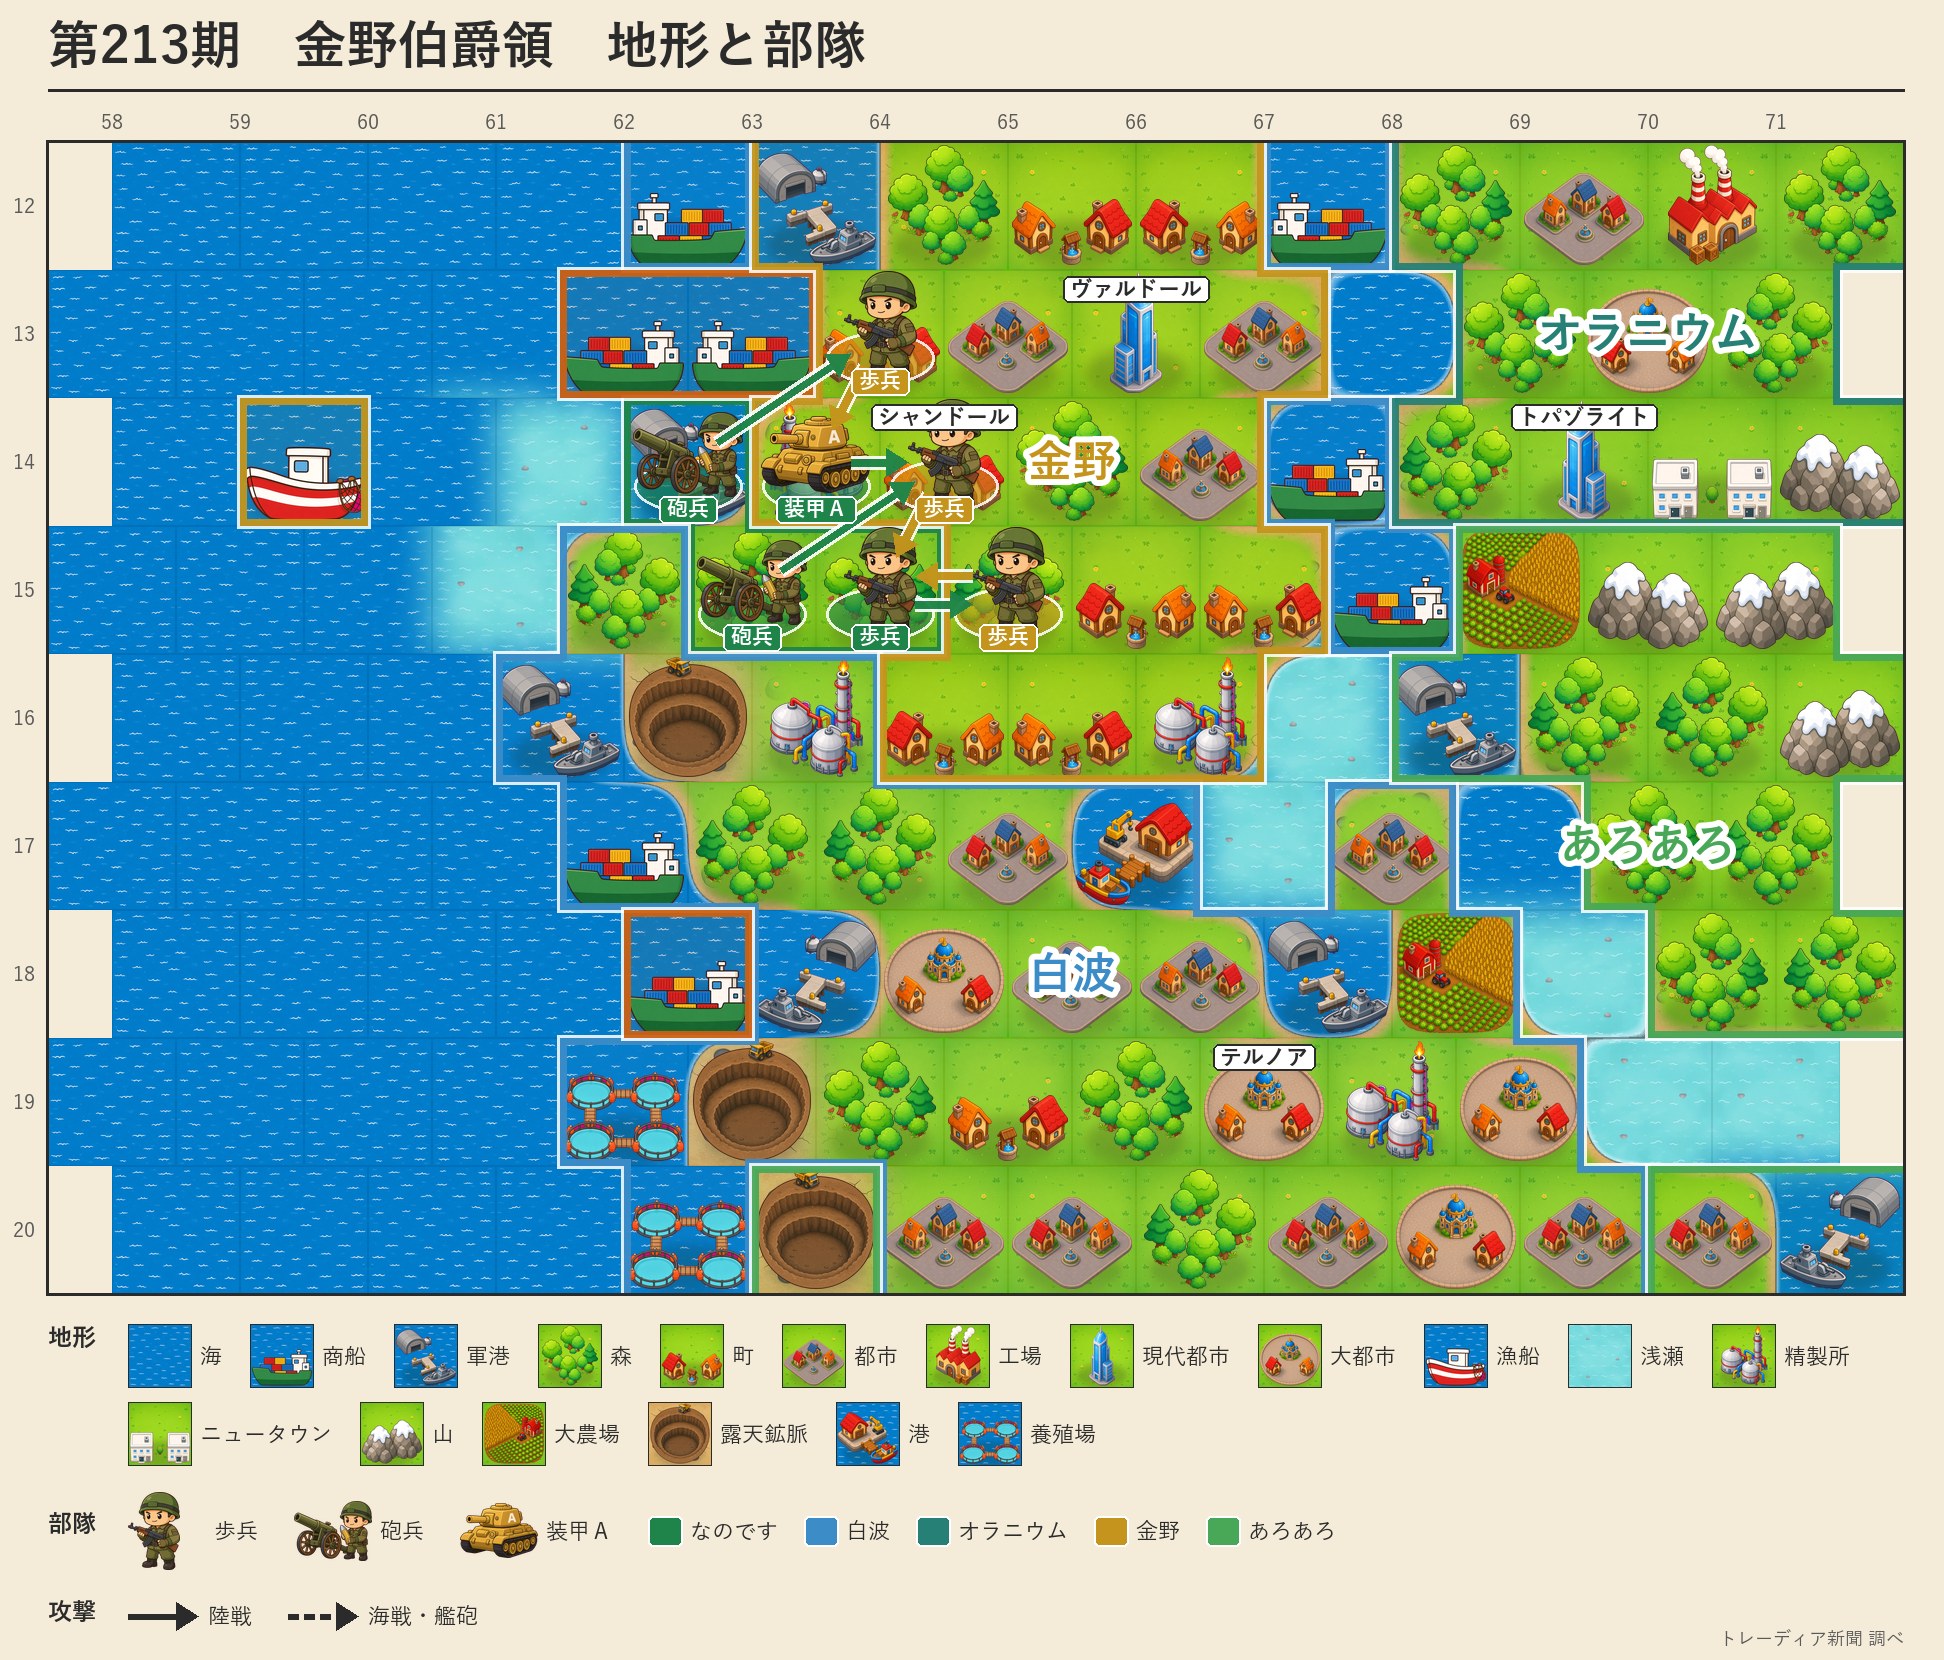 第213期　金野伯爵領　地形と部隊
58 59 60 61 62 63 64 65 66 67 68 69 70 71
12
13
ヴァルドール
オラニウム
歩兵
14
シャンドール
トパゾライト
金野
A
砲兵
装甲A
歩兵
15
砲兵
歩兵
歩兵
16
17
あろあろ
18
白波
19
テルノア
20
地形
海 商船 軍港 森 町 都市 工場 現代都市 大都市 漁船 浅瀬 精製所
ニュータウン 山 大農場 露天鉱脈 港 養殖場
部隊
歩兵 砲兵 A 装甲A なのです 白波 オラニウム 金野 あろあろ
攻撃
陸戦 海戦・艦砲
トレーディア新聞 調べ